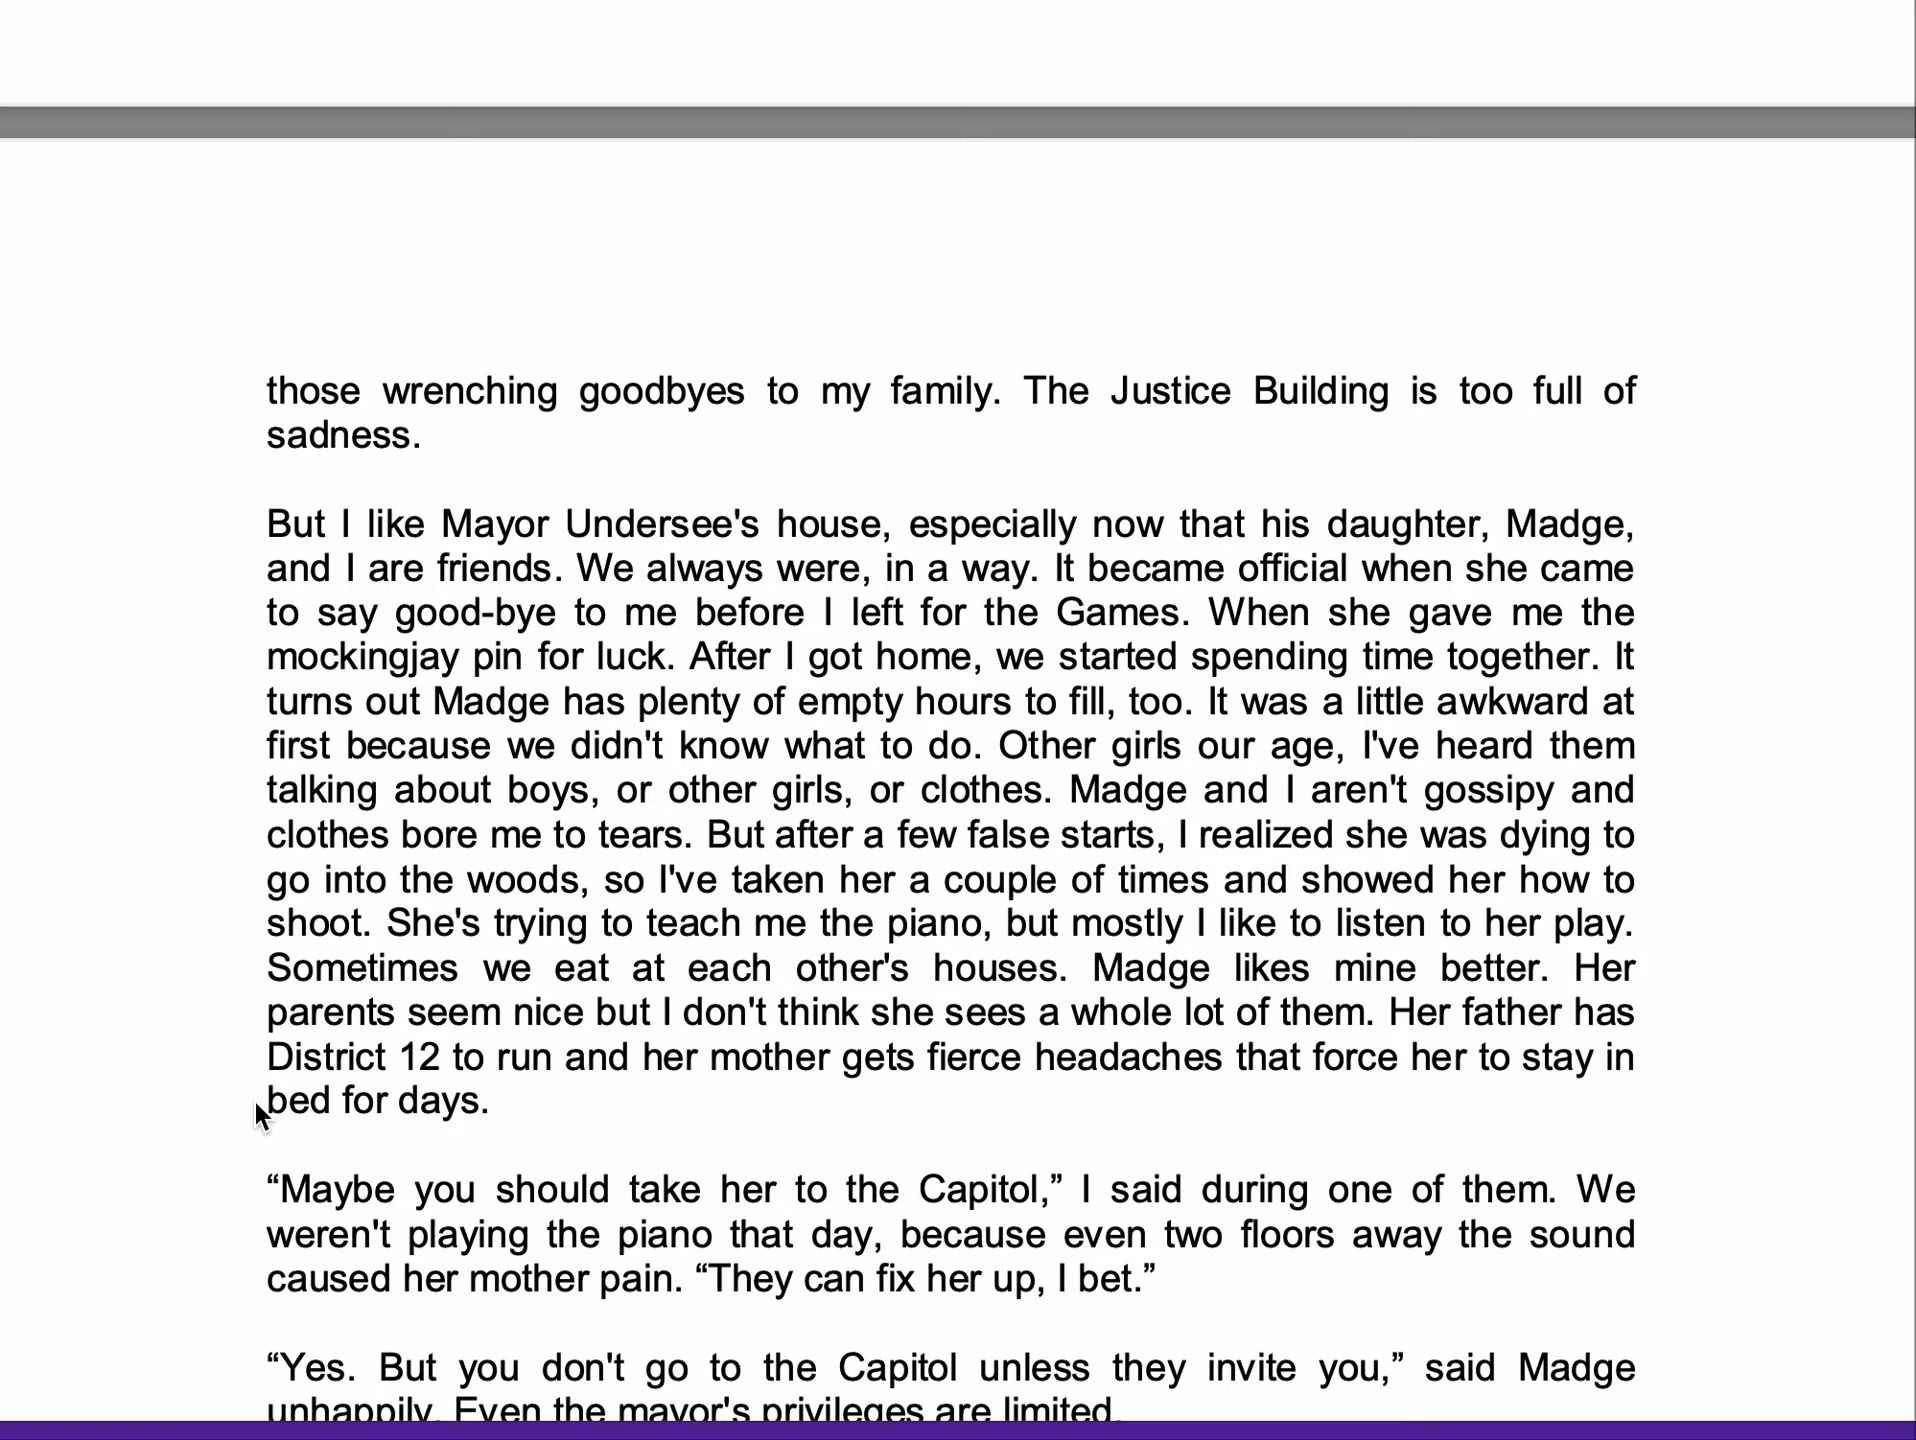 those wrenching goodbyes to my family. The Justice Building is too full of
sadness.
But I like Mayor Undersee's house, especially now that his daughter, Madge,
and I are friends. We always were, in a way. It became official when she came
to say good-bye to me before I left for the Games. When she gave me the
mockingjay pin for luck. After I got home, we started spending time together. It
turns out Madge has plenty of empty hours to fill, too. It was a little awkward at
first because we didn't know what to do. Other girls our age, I've heard them
talking about boys, or other girls, or clothes. Madge and I aren't gossipy and
clothes bore me to tears. But after a few false starts, I realized she was dying to
go into the woods, so I've taken her a couple of times and showed her how to
shoot. She's trying to teach me the piano, but mostly I like to listen to her play.
Sometimes we eat at each other's houses. Madge likes mine better. Her
parents seem nice but I don't think she sees a whole lot of them. Her father has
District 12 to run and her mother gets fierce headaches that force her to stay in
bed for days.
“Maybe you should take her to the Capitol,” I said during one of them. We
weren't playing the piano that day, because even two floors away the sound
caused her mother pain. “They can fix her up, I bet.”
“Yes. But you don't go to the Capitol unless they invite you,” said Madge
unhappily. Even the mayor's privileges are limited.